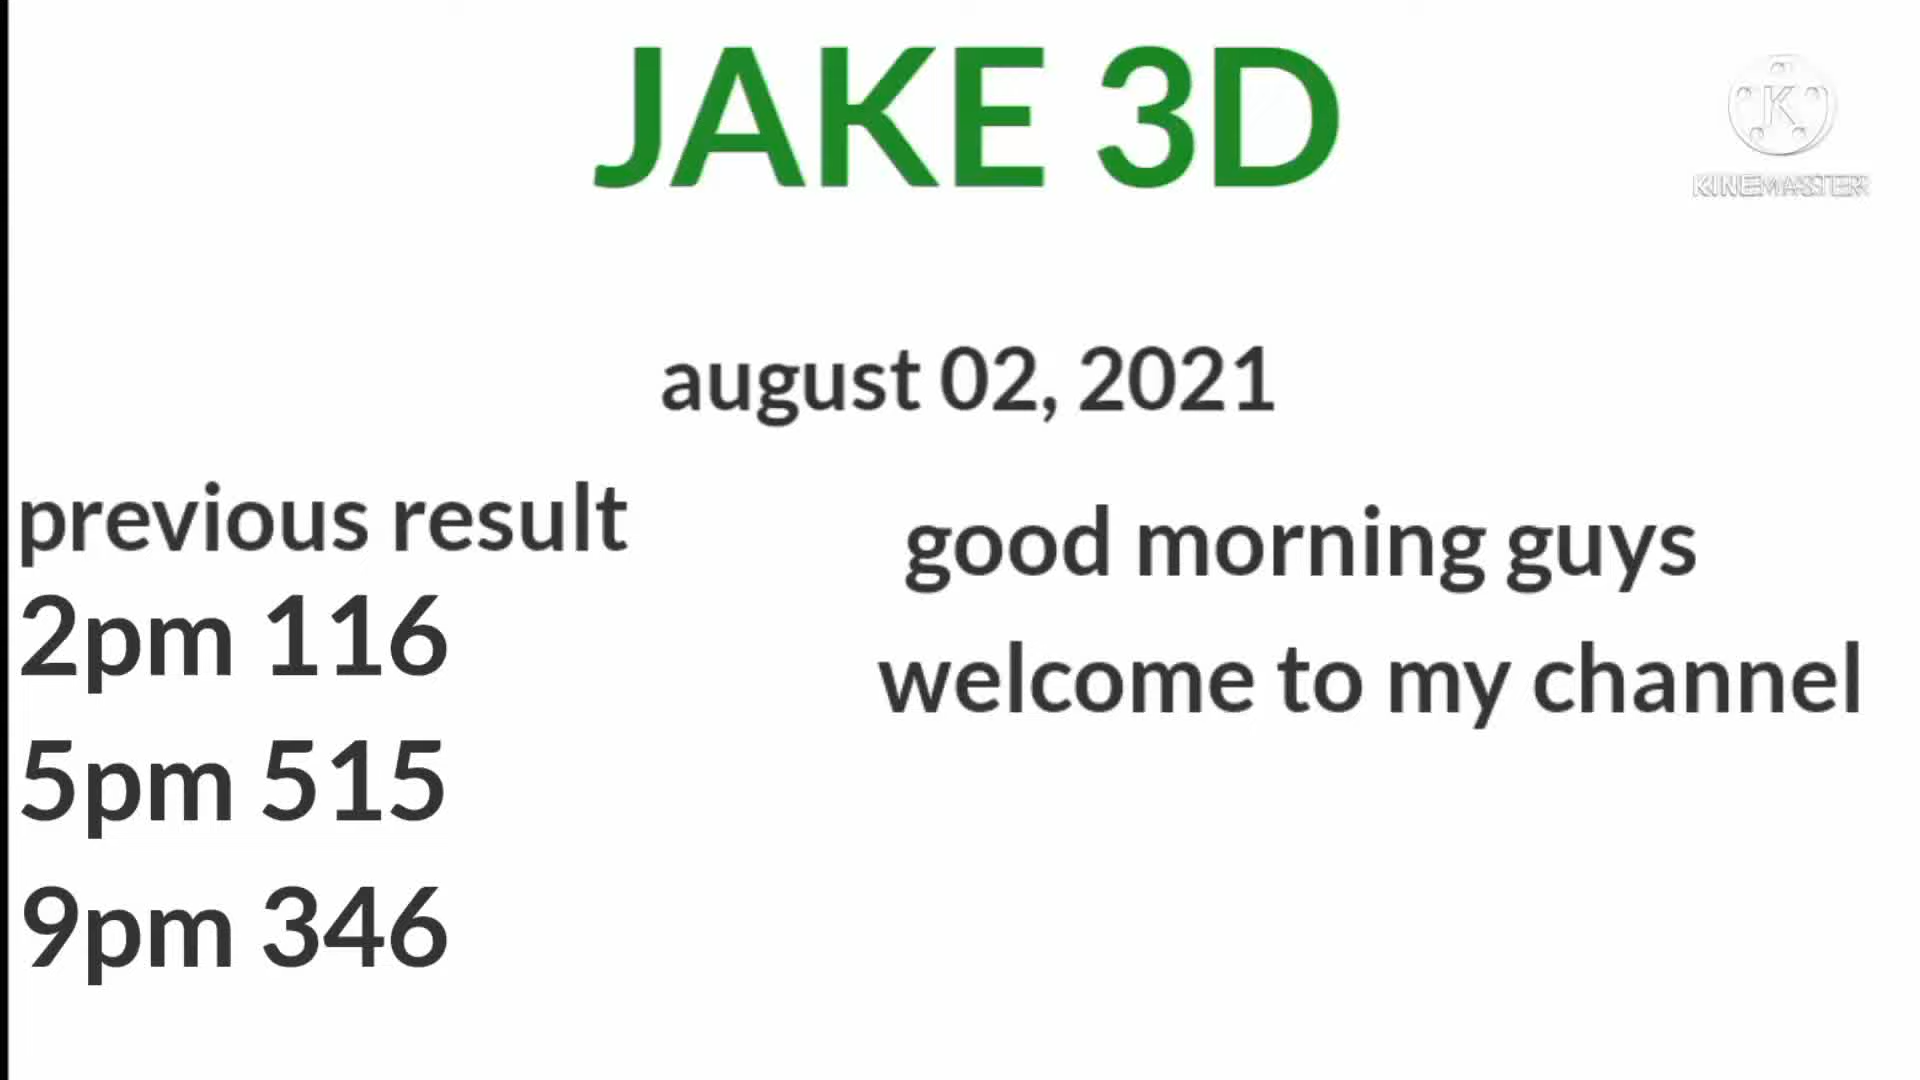 JAKE 3D
KINEMASTER
august 02, 2021
previous result
2pm 116
5pm 515
9pm 346
good morning guys
welcome to my channel